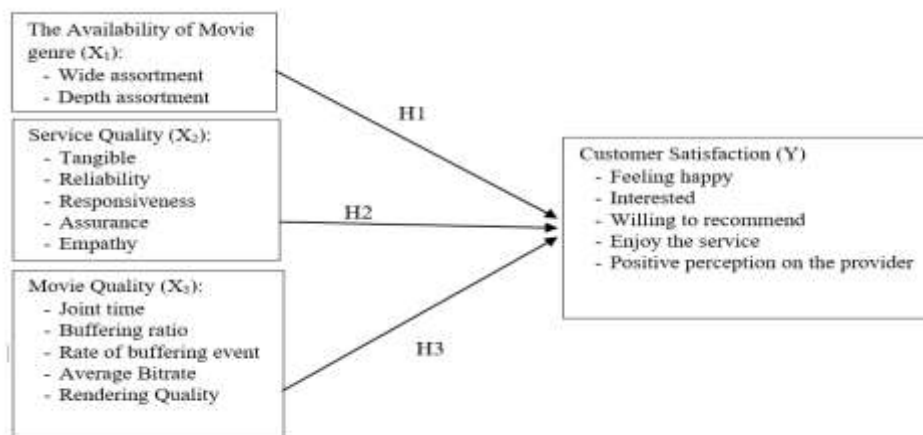 The Availability of Movie
genre (X₁):
- Wide assortment
- Depth assortment
Service Quality (X₂):
- Tangible
- Reliability
- Responsiveness
- Assurance
- Empathy
Movie Quality (X₃):
- Joint time
- Buffering ratio
- Rate of buffering event
- Average Bitrate
- Rendering Quality
H1
H2
H3
Customer Satisfaction (Y)
- Feeling happy
- Interested
- Willing to recommend
- Enjoy the service
- Positive perception on the provider